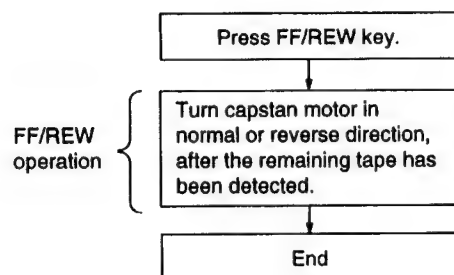 Press FF/REW key.
FF/REW
operation
Turn capstan motor in
normal or reverse direction,
after the remaining tape has
been detected.
End